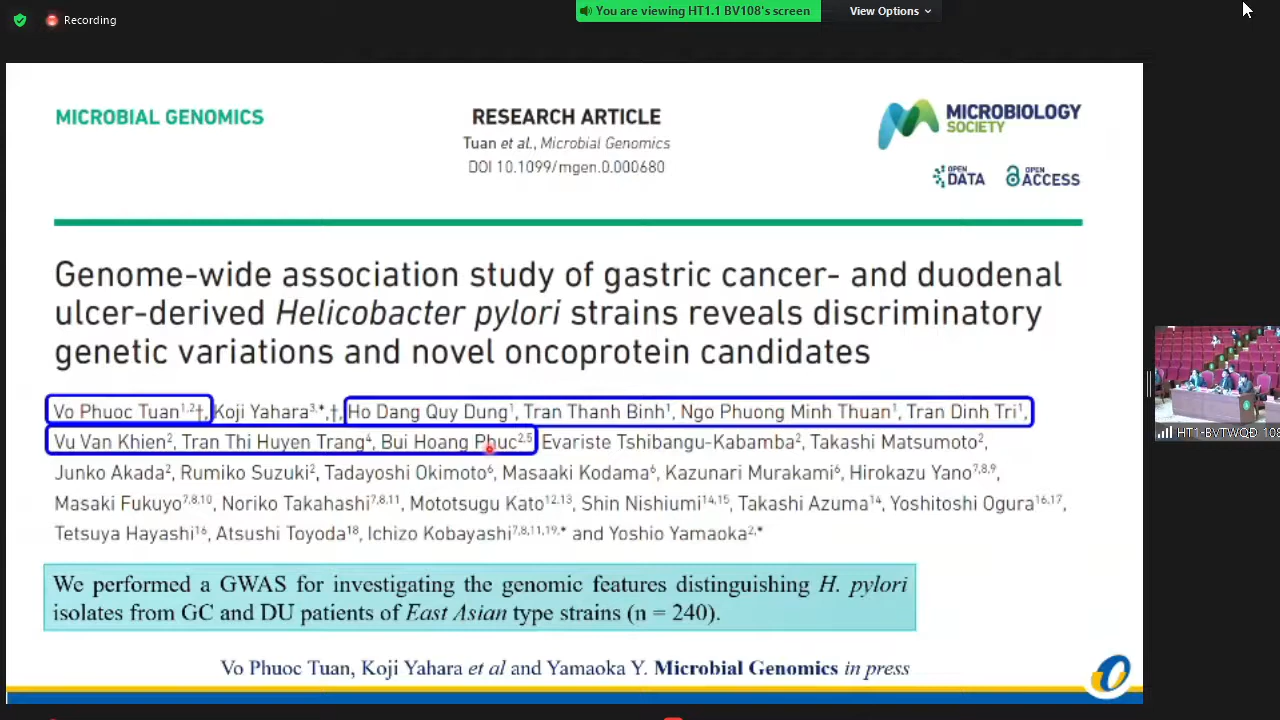 Recording
You are viewing HT1.1 BV108's screen
View Options
MICROBIAL GENOMICS
RESEARCH ARTICLE
Tuan et al., Microbial Genomics
DOI 10.1099/mgen.0.000680
MICROBIOLOGY
SOCIETY
OPEN DATA
OPEN ACCESS
Genome-wide association study of gastric cancer- and duodenal
ulcer-derived Helicobacter pylori strains reveals discriminatory
genetic variations and novel oncoprotein candidates
Vo Phuoc Tuan1,2†, Koji Yahara3,*,†, Ho Dang Quy Dung1, Tran Thanh Binh1, Ngo Phuong Minh Thuan1, Tran Dinh Tri1,
Vu Van Khien2, Tran Thi Huyen Trang4, Bui Hoang Phuc2,5, Evariste Tshibangu-Kabamba2, Takashi Matsumoto2,
Junko Akada2, Rumiko Suzuki2, Tadayoshi Okimoto6, Masaaki Kodama6, Kazunari Murakami6, Hirokazu Yano7,8,9,
Masaki Fukuyo7,8,10, Noriko Takahashi7,8,11, Mototsugu Kato12,13, Shin Nishiumi14,15, Takashi Azuma14, Yoshitoshi Ogura16,17,
Tetsuya Hayashi16, Atsushi Toyoda18, Ichizo Kobayashi7,8,11,19,* and Yoshio Yamaoka2,*
We performed a GWAS for investigating the genomic features distinguishing H. pylori
isolates from GC and DU patients of East Asian type strains (n = 240).
Vo Phuoc Tuan, Koji Yahara et al and Yamaoka Y. Microbial Genomics in press
HT1-BVTWQĐ 108